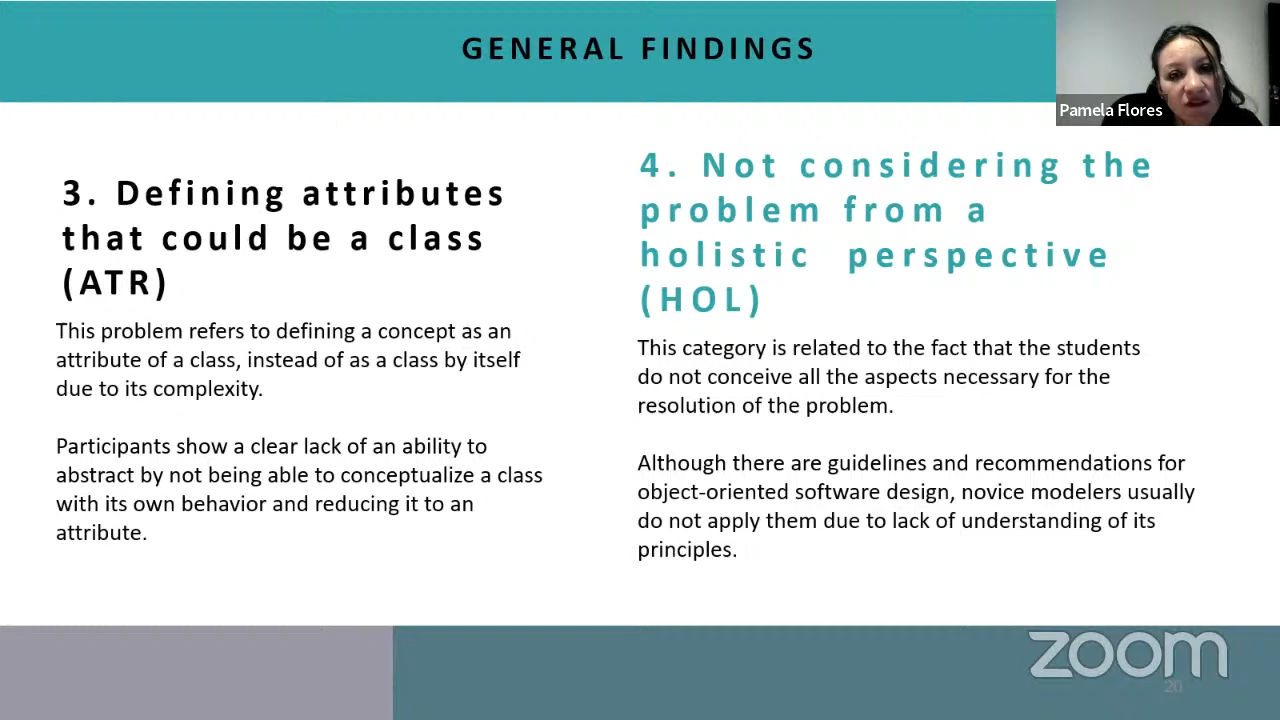 GENERAL FINDINGS
Pamela Flores
3. Defining attributes
that could be a class
(ATR)
This problem refers to defining a concept as an
attribute of a class, instead of as a class by itself
due to its complexity.
Participants show a clear lack of an ability to
abstract by not being able to conceptualize a class
with its own behavior and reducing it to an
attribute.
4. Not considering the
problem from a
holistic perspective
(HOL)
This category is related to the fact that the students
do not conceive all the aspects necessary for the
resolution of the problem.
Although there are guidelines and recommendations for
object-oriented software design, novice modelers usually
do not apply them due to lack of understanding of its
principles.
zoom
20